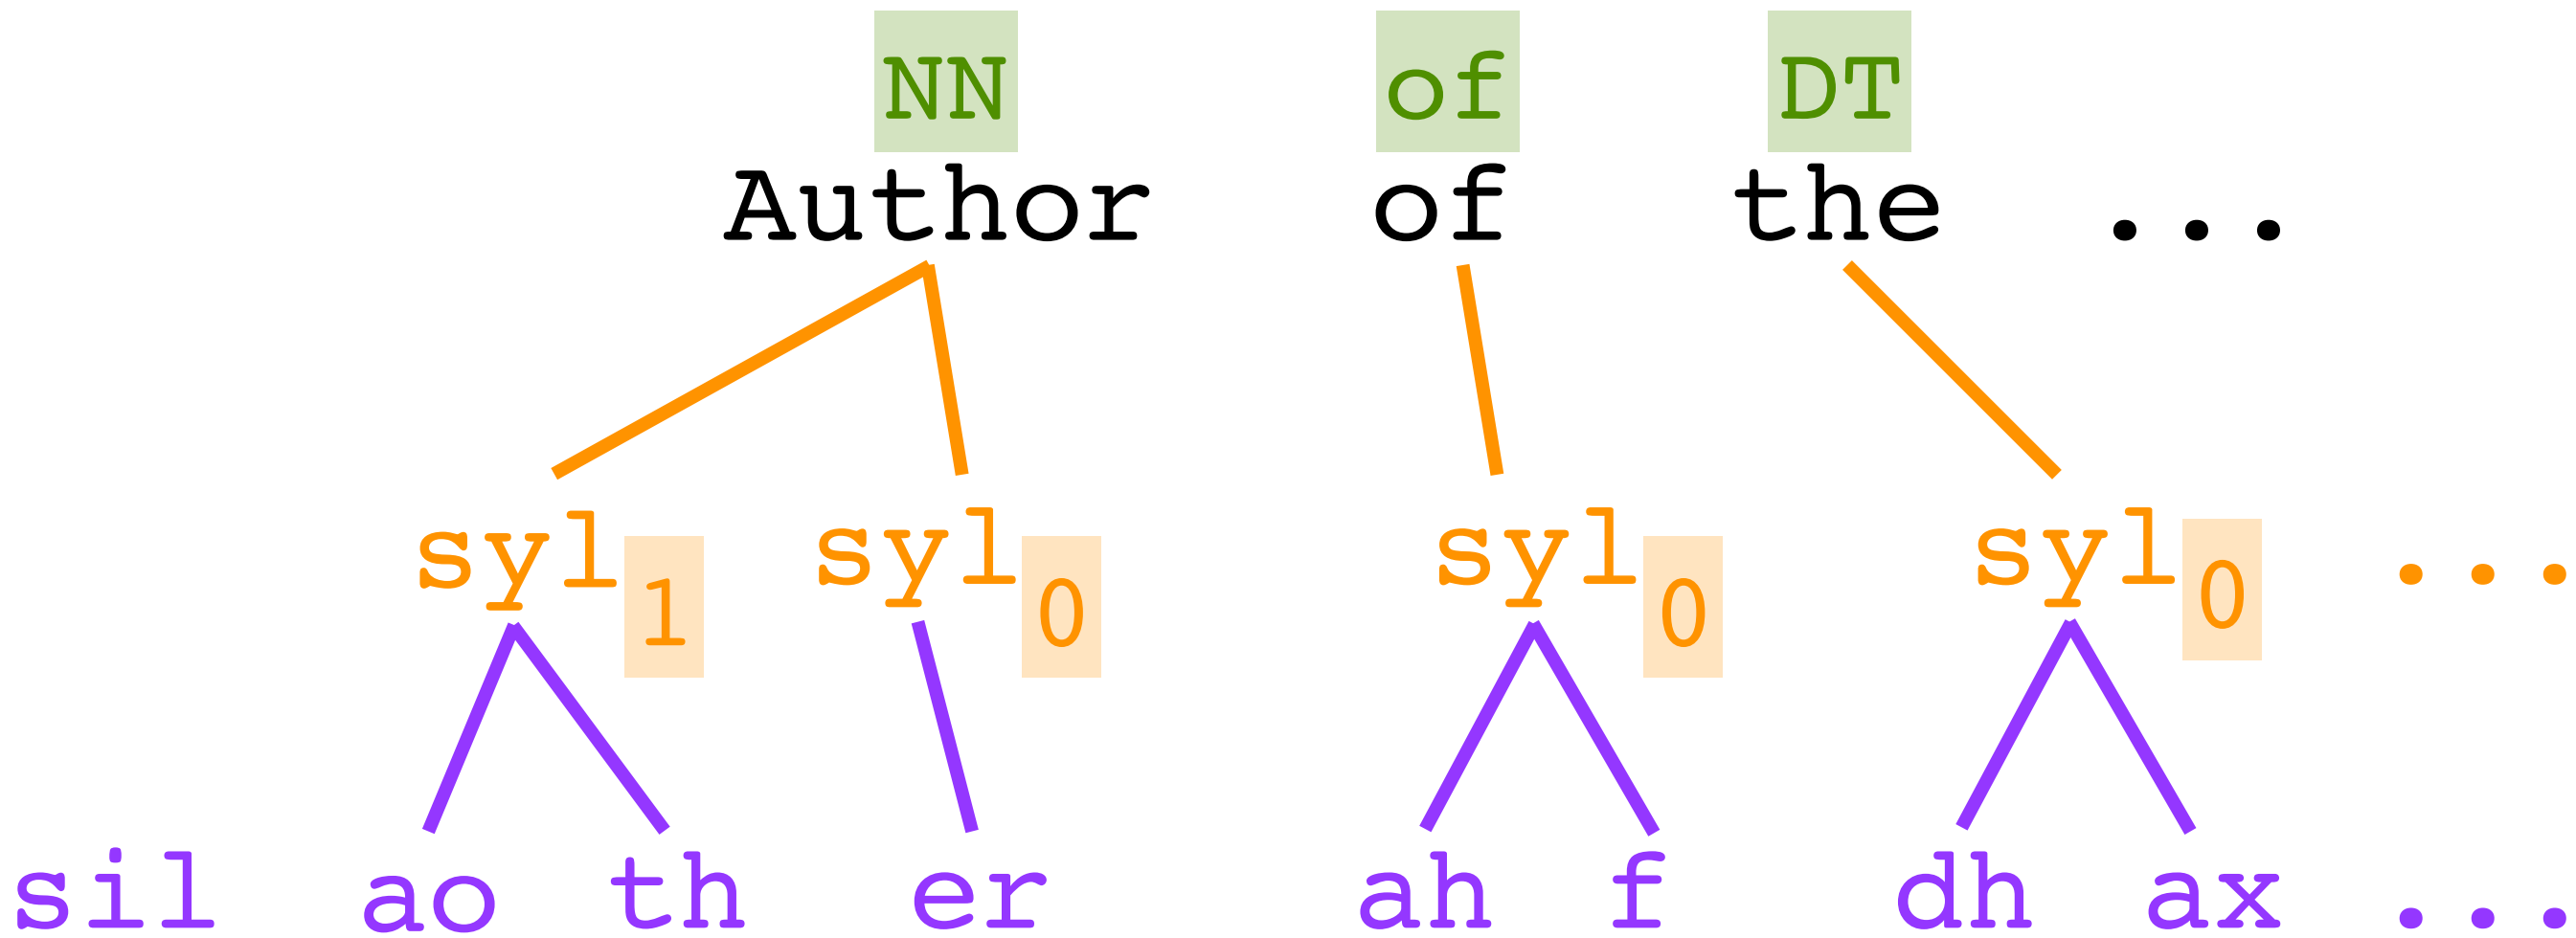 NN of DT
Author of the ...
syl1 syl0 syl0 syl0 ...
sil ao th er ah f dh ax ...